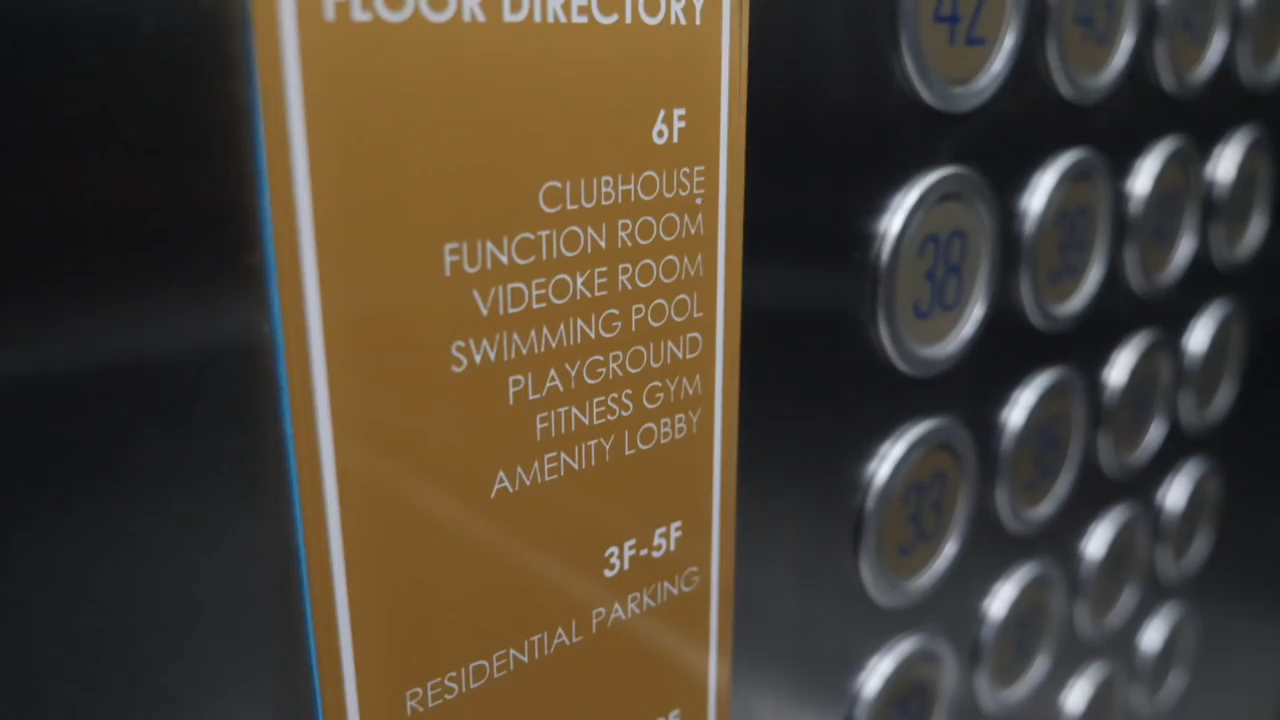 FLOOR DIRECTORY
6F
CLUBHOUSE
FUNCTION ROOM
VIDEOKE ROOM
SWIMMING POOL
PLAYGROUND
FITNESS GYM
AMENITY LOBBY
3F-5F
RESIDENTIAL PARKING
42
38
39
33